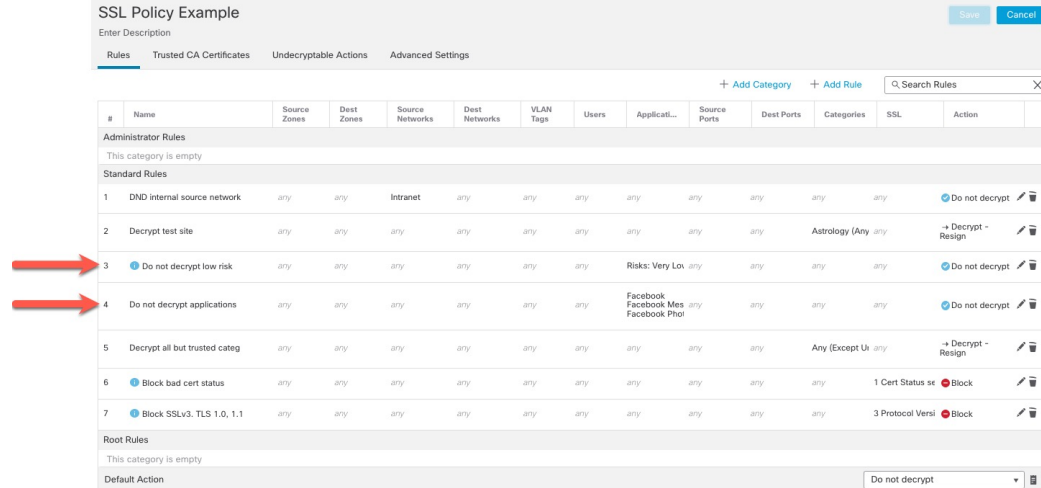 SSL Policy Example
Save
Cancel
Enter Description
Rules
Trusted CA Certificates
Undecryptable Actions
Advanced Settings
+ Add Category
+ Add Rule
Search Rules
X
# Name Source Zones Dest Zones Source Networks Dest Networks VLAN Tags Users Applicati... Source Ports Dest Ports Categories SSL Action
Administrator Rules
This category is empty
Standard Rules
1 DND internal source network any any Intranet any any any any any any any any Do not decrypt
2 Decrypt test site any any any any any any any any any Astrology (Any any → Decrypt - Resign
3 Do not decrypt low risk any any any any any any Risks: Very Lov any any any any Do not decrypt
4 Do not decrypt applications any any any any any any Facebook Facebook Mes Facebook Phot any any any any Do not decrypt
5 Decrypt all but trusted categ any any any any any any any any any Any (Except Un any → Decrypt - Resign
6 Block bad cert status any any any any any any any any any any 1 Cert Status se Block
7 Block SSLv3. TLS 1.0, 1.1 any any any any any any any any any any 3 Protocol Versi Block
Root Rules
This category is empty
Default Action
Do not decrypt